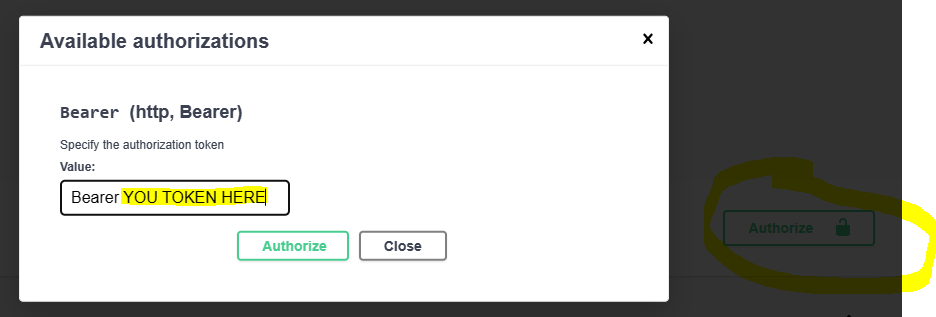 Available authorizations
Bearer (http, Bearer)
Specify the authorization token
Value:
Bearer YOU TOKEN HERE
Authorize Close
Authorize